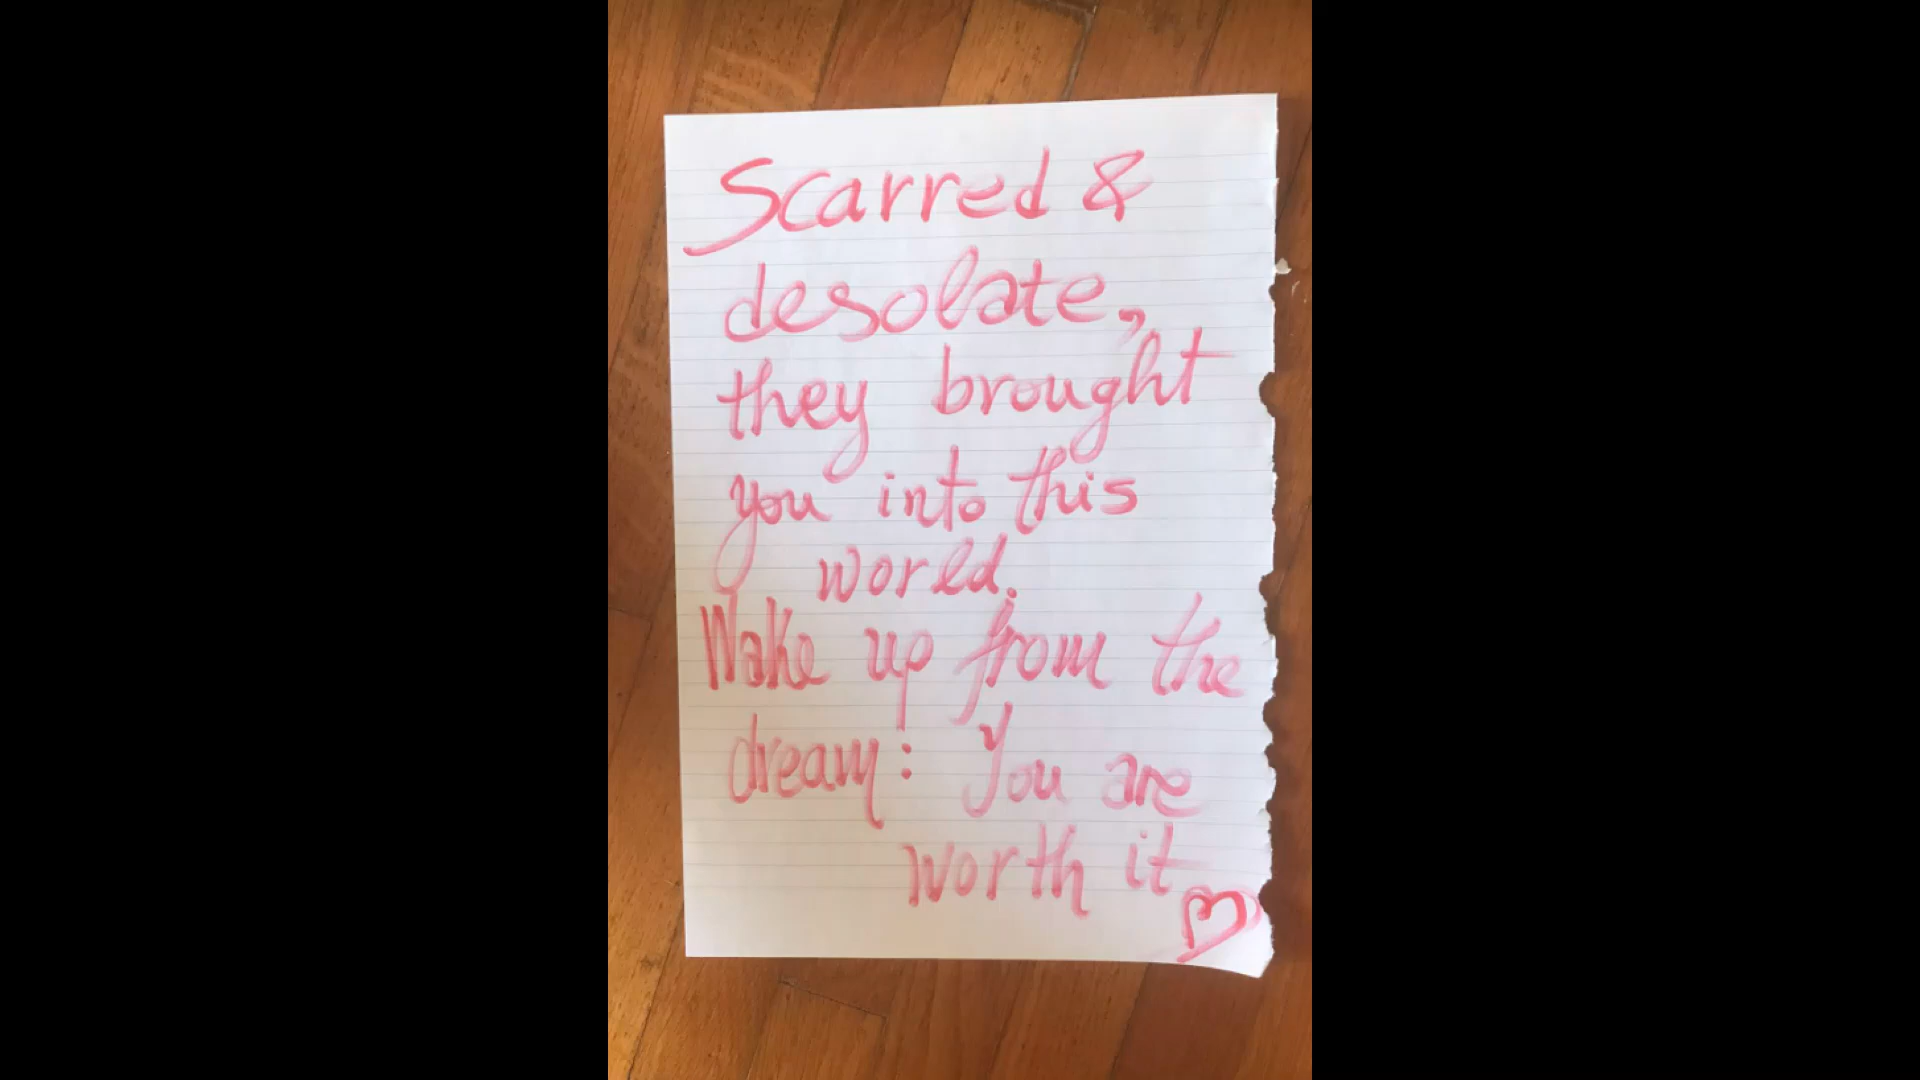 Scarred &
desolate,
they brought
you into this
world.
Wake up from the
dream: You are
worth it